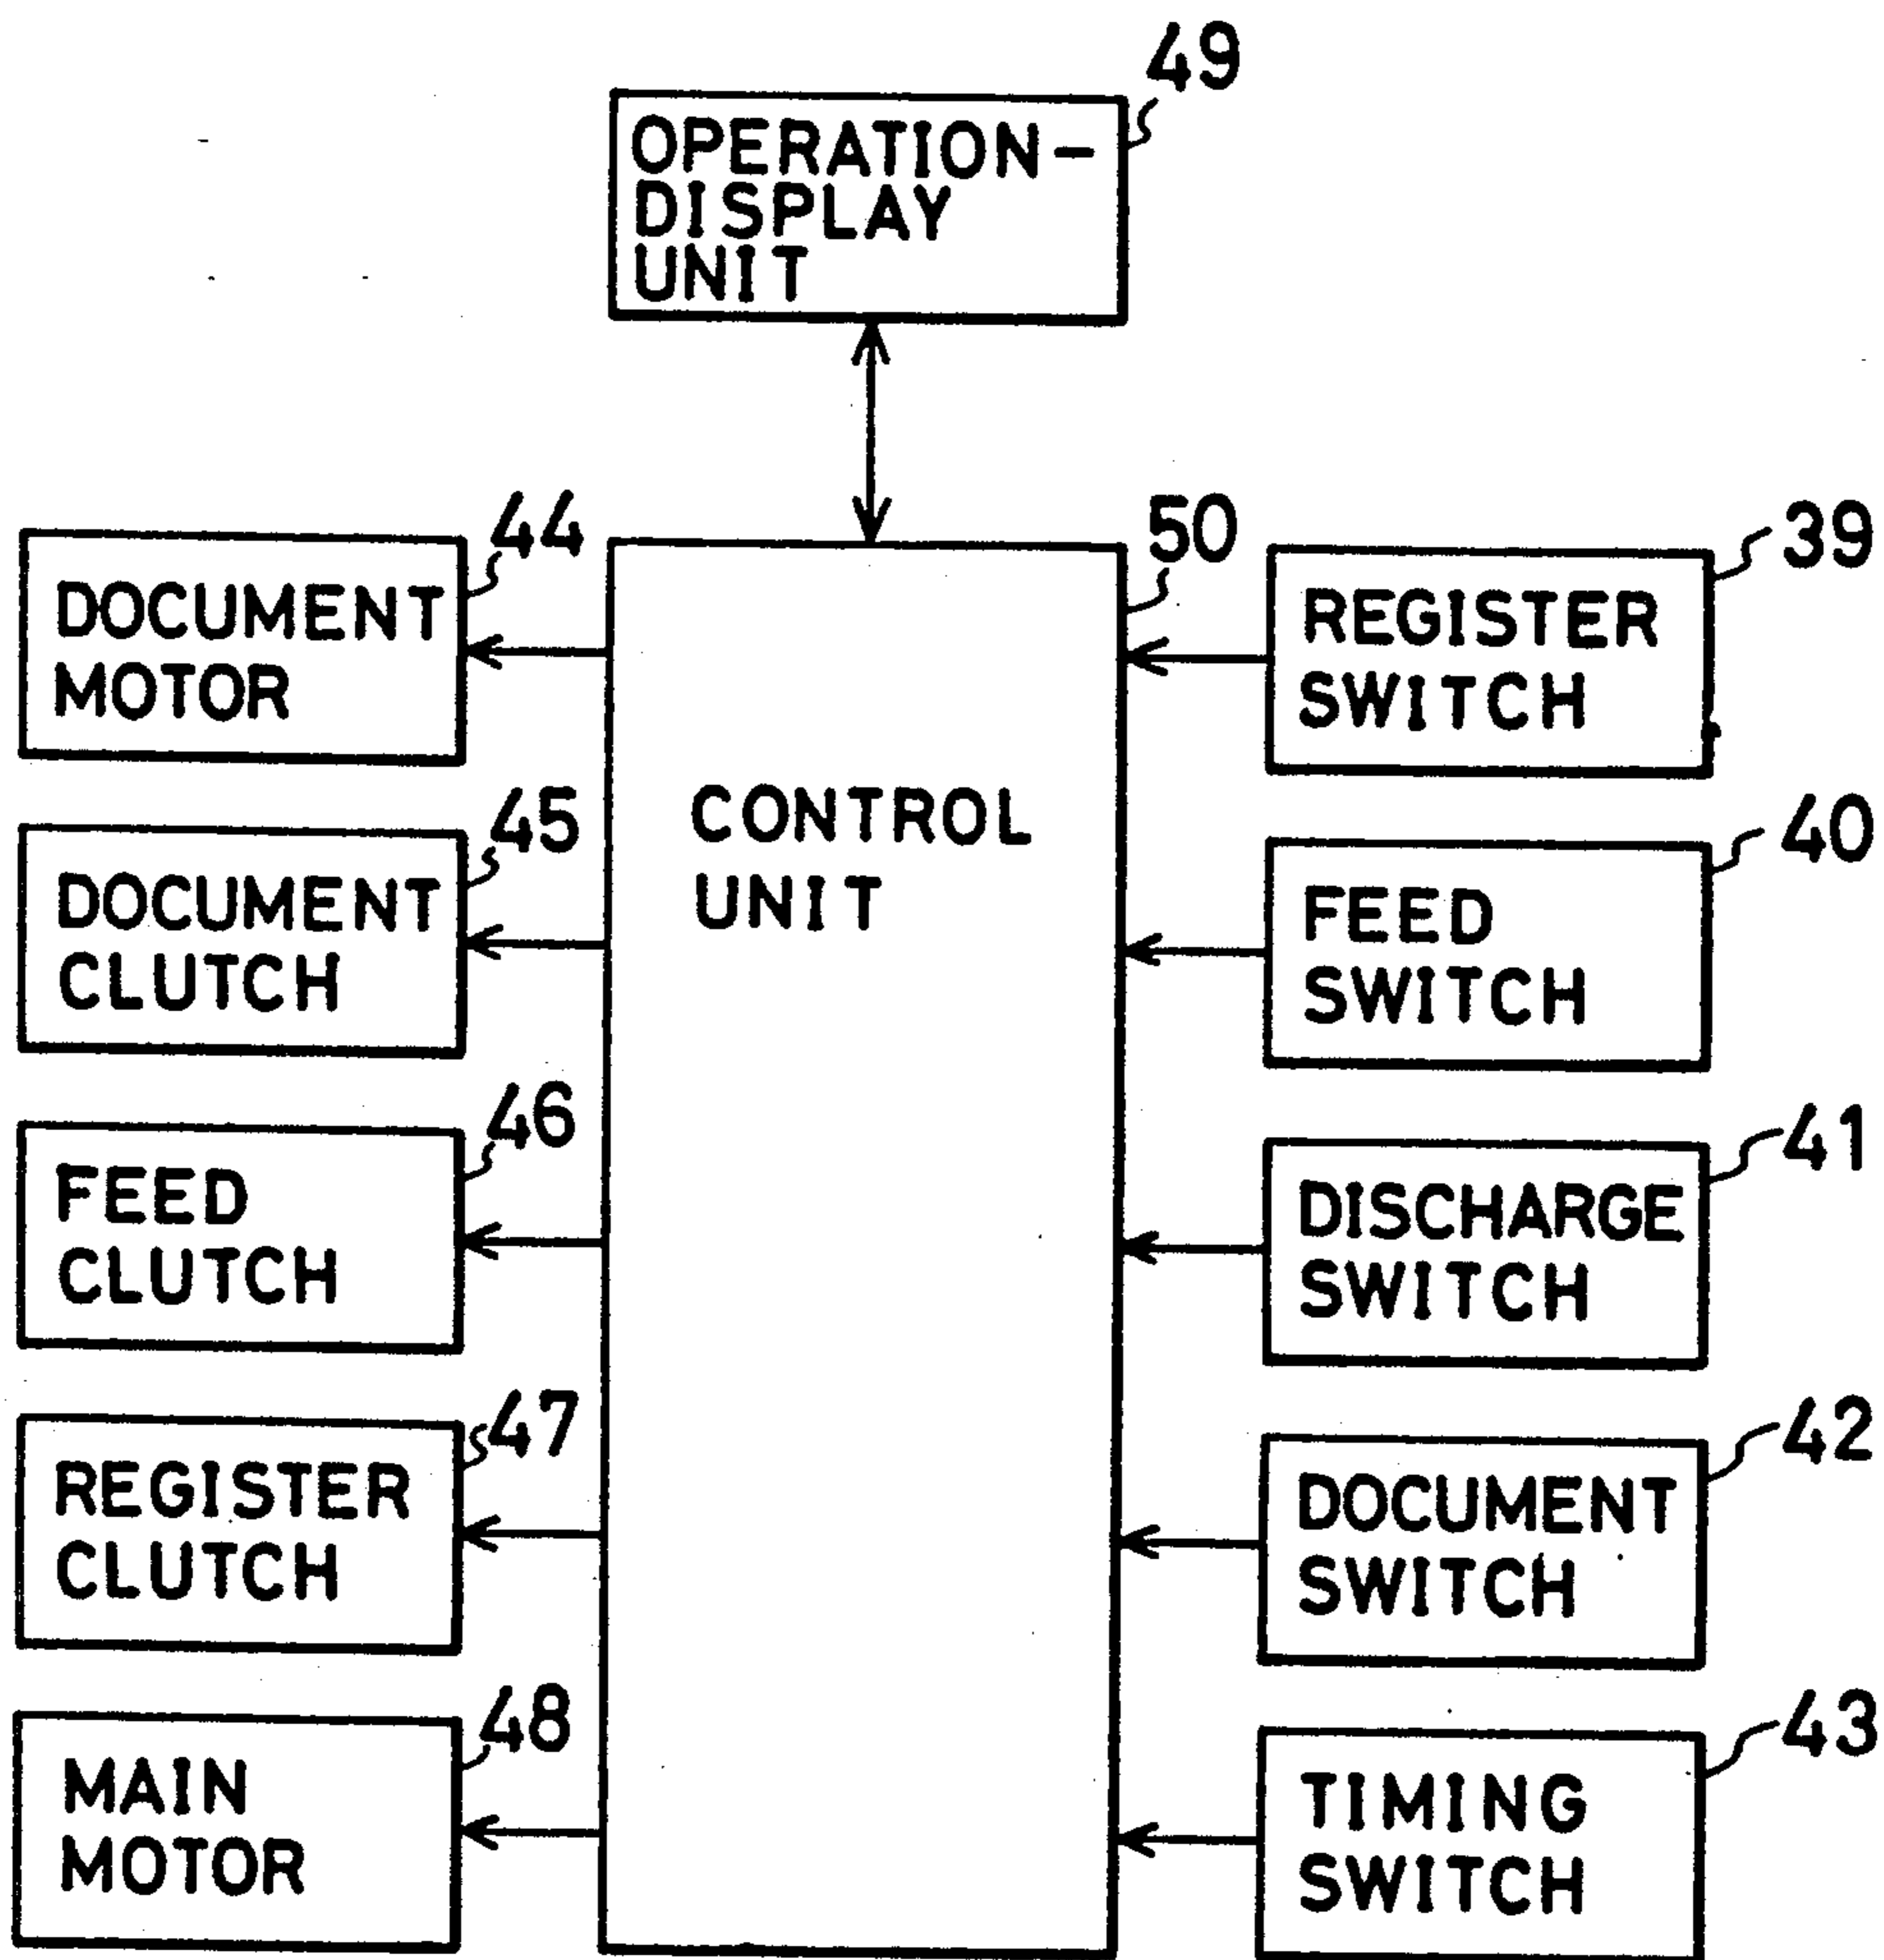 49
OPERATION-
DISPLAY
UNIT
44
DOCUMENT
MOTOR
45
DOCUMENT
CLUTCH
46
FEED
CLUTCH
47
REGISTER
CLUTCH
48
MAIN
MOTOR
50
CONTROL
UNIT
39
REGISTER
SWITCH
40
FEED
SWITCH
41
DISCHARGE
SWITCH
42
DOCUMENT
SWITCH
43
TIMING
SWITCH